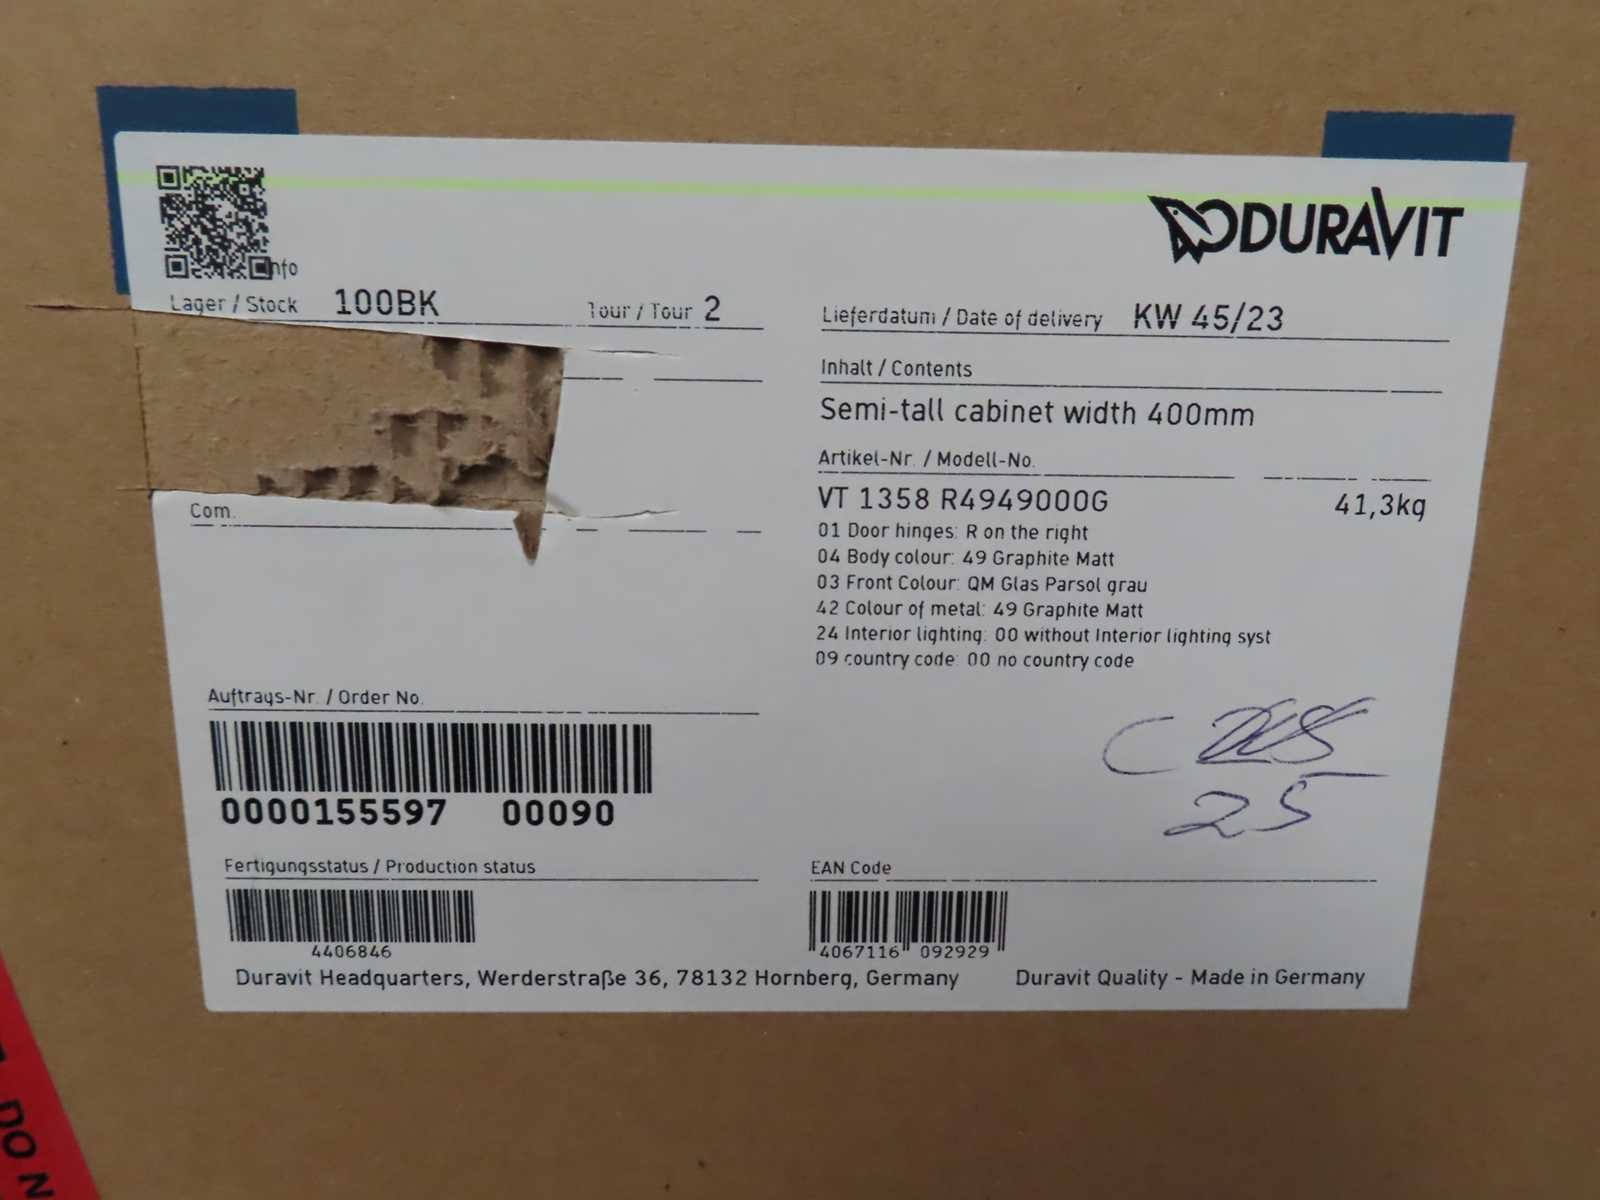 nfo
DURAVIT
Lager / Stock 100BK
Tour / Tour 2
Lieferdatum / Date of delivery KW 45/23
Inhalt / Contents
Semi-tall cabinet width 400mm
Artikel-Nr. / Modell-No.
VT 1358 R4949000G 41,3kg
01 Door hinges: R on the right
04 Body colour: 49 Graphite Matt
03 Front Colour: QM Glas Parsol grau
42 Colour of metal: 49 Graphite Matt
24 Interior lighting: 00 without Interior lighting syst
09 country code: 00 no country code
Com.
Auftrags-Nr. / Order No.
0000155597 00090
25
Fertigungsstatus / Production status
4406846
EAN Code
4067116 092929
Duravit Headquarters, Werderstraße 36, 78132 Hornberg, Germany
Duravit Quality - Made in Germany
DO N